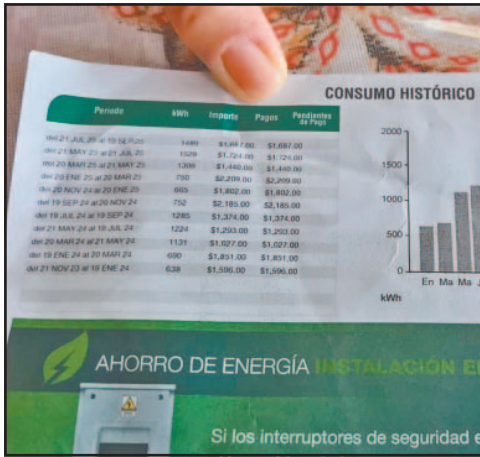 CONSUMO HISTÓRICO
Periodo kWh Importe Pagos Pendientes de Pago
del 21 JUL 25 al 19 SEP 25 1480 $1,687.00 $1,687.00
del 21 MAY 25 al 21 JUL 25 1529 $1,724.00 $1,724.00
del 20 MAR 25 al 21 MAY 25 1306 $1,440.00 $1,440.00
del 20 ENE 25 al 20 MAR 25 750 $2,209.00 $2,209.00
del 20 NOV 24 al 20 ENE 25 665 $1,802.00 $1,802.00
del 19 SEP 24 al 20 NOV 24 752 $2,185.00 $2,185.00
del 19 JUL 24 al 19 SEP 24 1285 $1,374.00 $1,374.00
del 21 MAY 24 al 19 JUL 24 1224 $1,293.00 $1,293.00
del 20 MAR 24 al 21 MAY 24 1131 $1,027.00 $1,027.00
del 19 ENE 24 al 20 MAR 24 690 $1,851.00 $1,851.00
del 21 NOV 23 al 19 ENE 24 638 $1,596.00 $1,596.00
2000
1500
1000
500
0
En Ma Ma J
kWh
AHORRO DE ENERGÍA INSTALACIÓN E
Si los interruptores de seguridad e